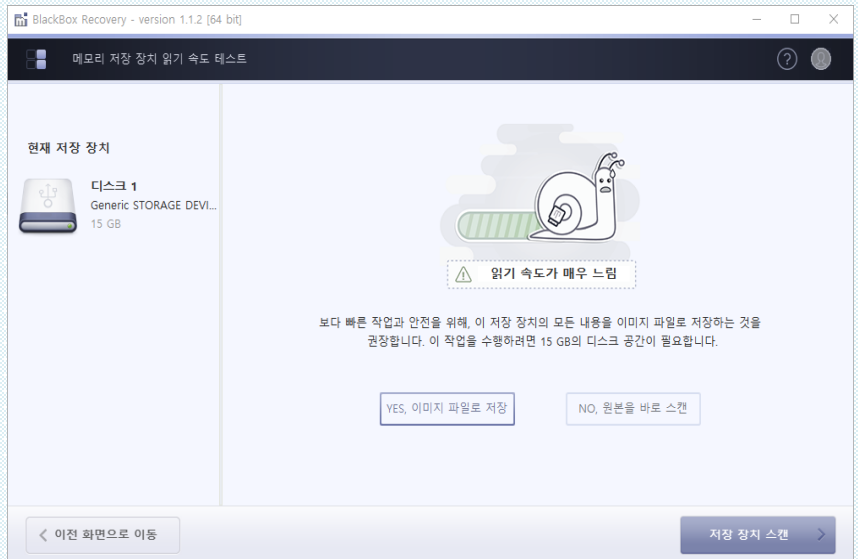 BlackBox Recovery - version 1.1.2 [64 bit]
메모리 저장 장치 읽기 속도 테스트
?
현재 저장 장치
디스크 1
Generic STORAGE DEVI...
15 GB
읽기 속도가 매우 느림
보다 빠른 작업과 안전을 위해, 이 저장 장치의 모든 내용을 이미지 파일로 저장하는 것을
권장합니다. 이 작업을 수행하려면 15 GB의 디스크 공간이 필요합니다.
YES, 이미지 파일로 저장
NO, 원본을 바로 스캔
이전 화면으로 이동
저장 장치 스캔